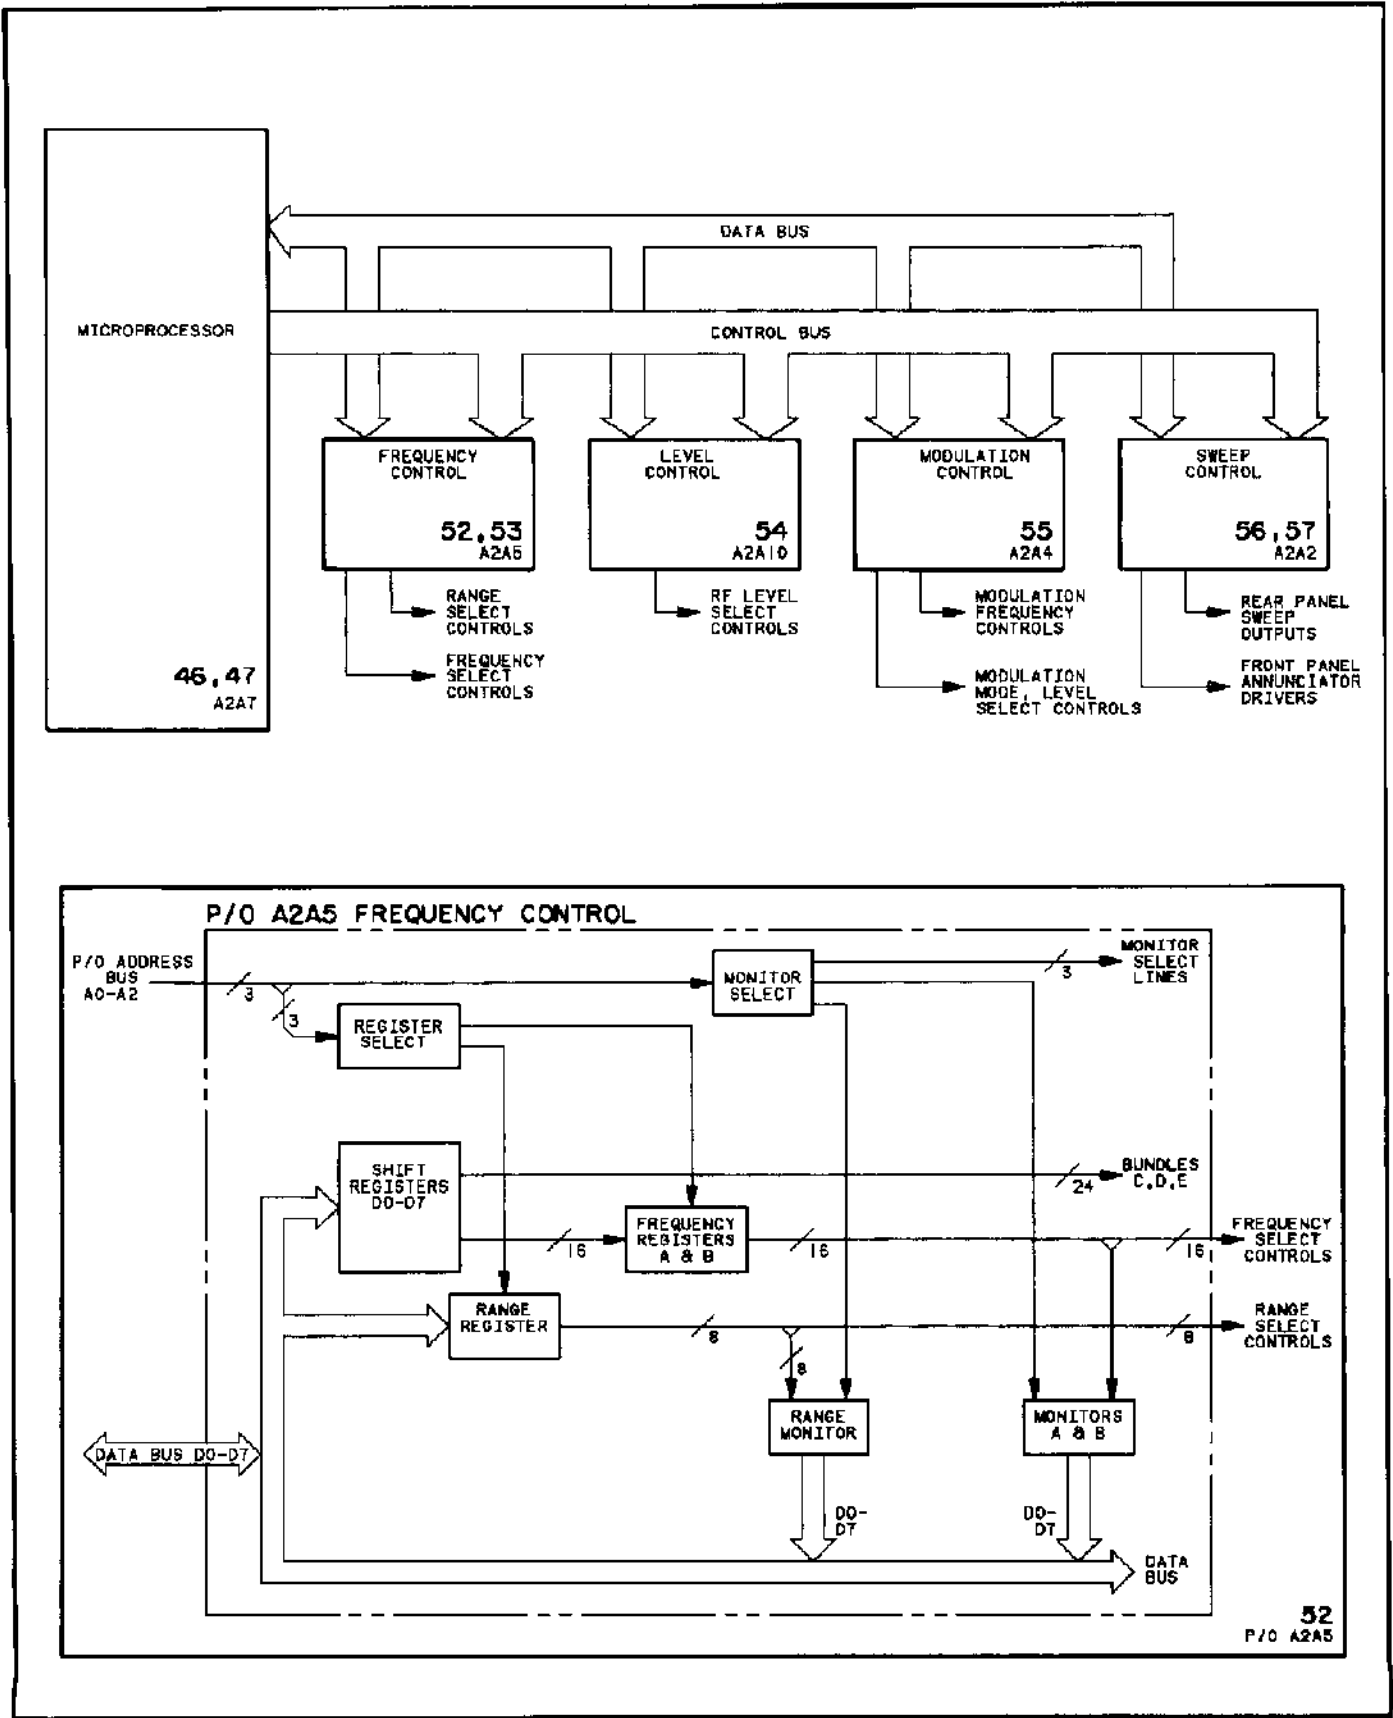 DATA BUS
MICROPROCESSOR
CONTROL BUS
FREQUENCY
CONTROL
52,53
A2A5
LEVEL
CONTROL
54
A2A10
MODULATION
CONTROL
55
A2A4
SWEEP
CONTROL
56,57
A2A2
RANGE
SELECT
CONTROLS
FREQUENCY
SELECT
CONTROLS
RF LEVEL
SELECT
CONTROLS
MODULATION
FREQUENCY
CONTROLS
MODULATION
MODE, LEVEL
SELECT CONTROLS
REAR PANEL
SWEEP
OUTPUTS
FRONT PANEL
ANNUNCIATOR
DRIVERS
46,47
A2A7
P/O A2A5 FREQUENCY CONTROL
P/O ADDRESS
BUS
A0-A2
3
3
REGISTER
SELECT
MONITOR
SELECT
3
MONITOR
SELECT
LINES
SHIFT
REGISTERS
D0-D7
24
BUNDLES
C,D,E
16
FREQUENCY
REGISTERS
A & B
16
16
FREQUENCY
SELECT
CONTROLS
RANGE
REGISTER
8
8
8
RANGE
SELECT
CONTROLS
RANGE
MONITOR
MONITORS
A & B
DATA BUS D0-D7
D0-
D7
D0-
D7
DATA
BUS
52
P/O A2A5